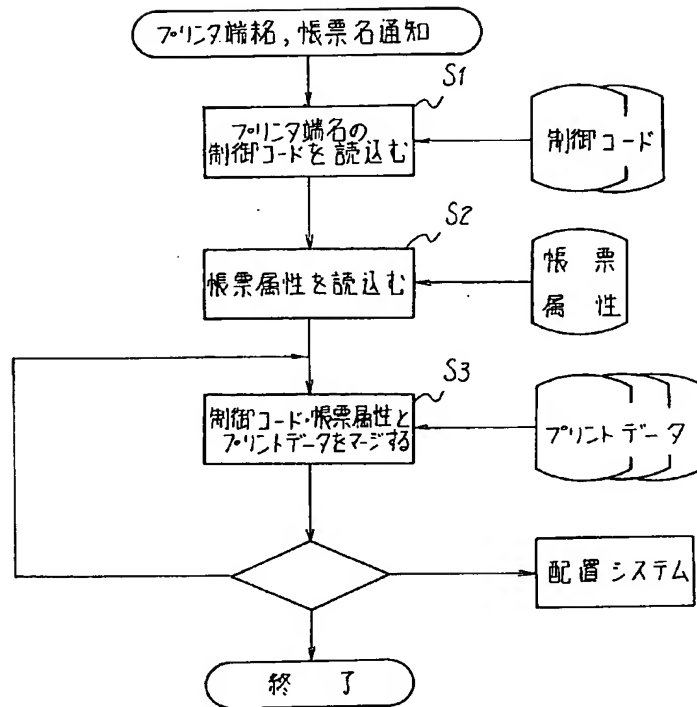 プリンタ端名,帳票名通知
S1
プリンタ端名の
制御コードを読込む
制御コード
S2
帳票属性を読込む
帳票
属性
S3
制御コード・帳票属性と
プリントデータをマージする
プリントデータ
配置システム
終了